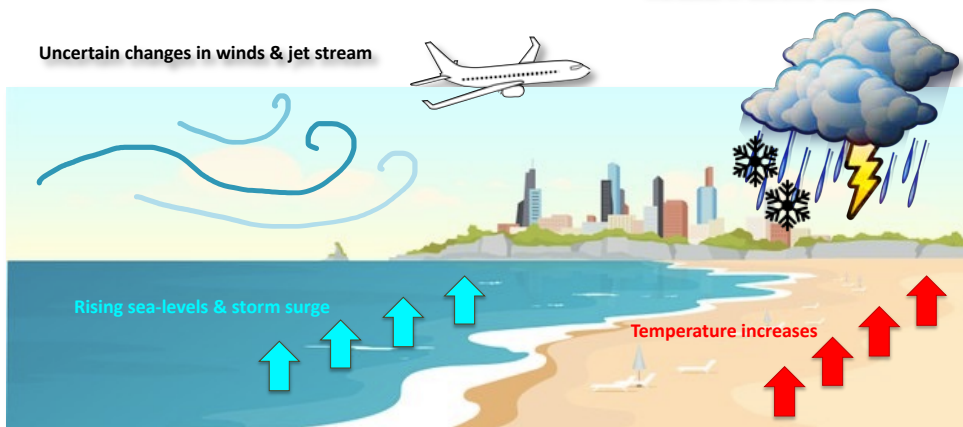 Uncertain changes in winds & jet stream
Rising sea-levels & storm surge
Temperature increases